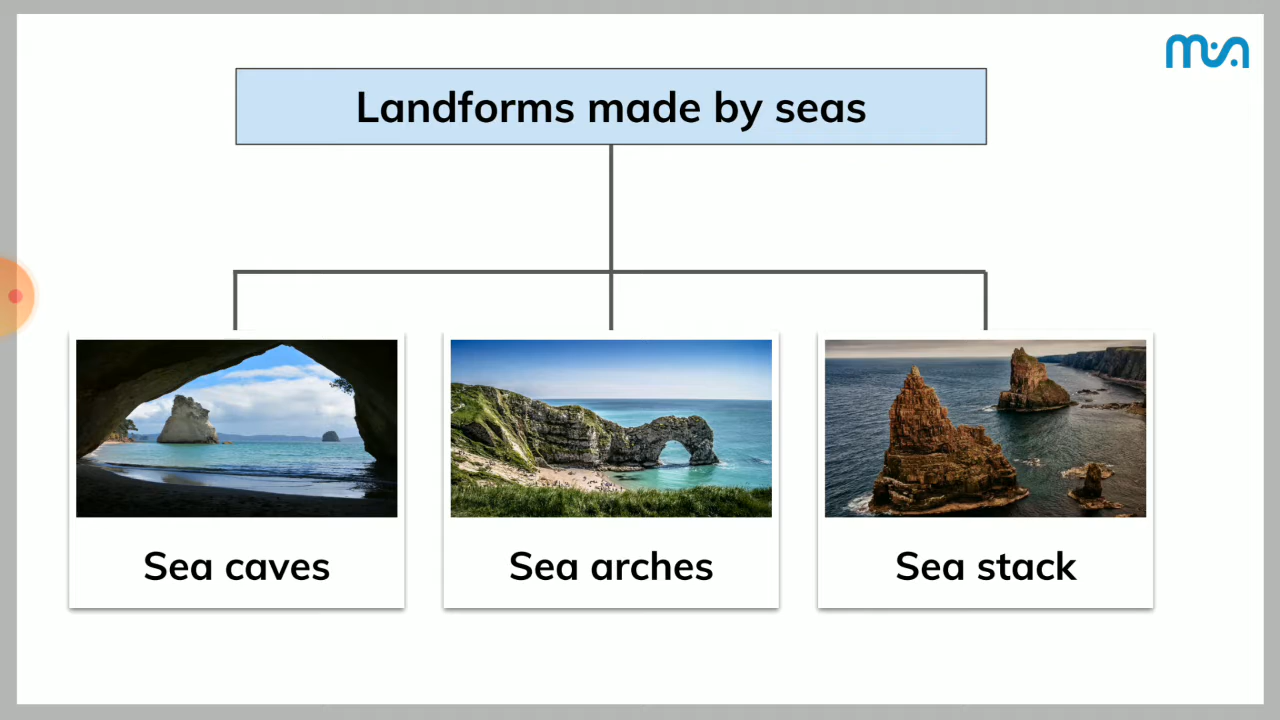 Landforms made by seas
Sea caves
Sea arches
Sea stack